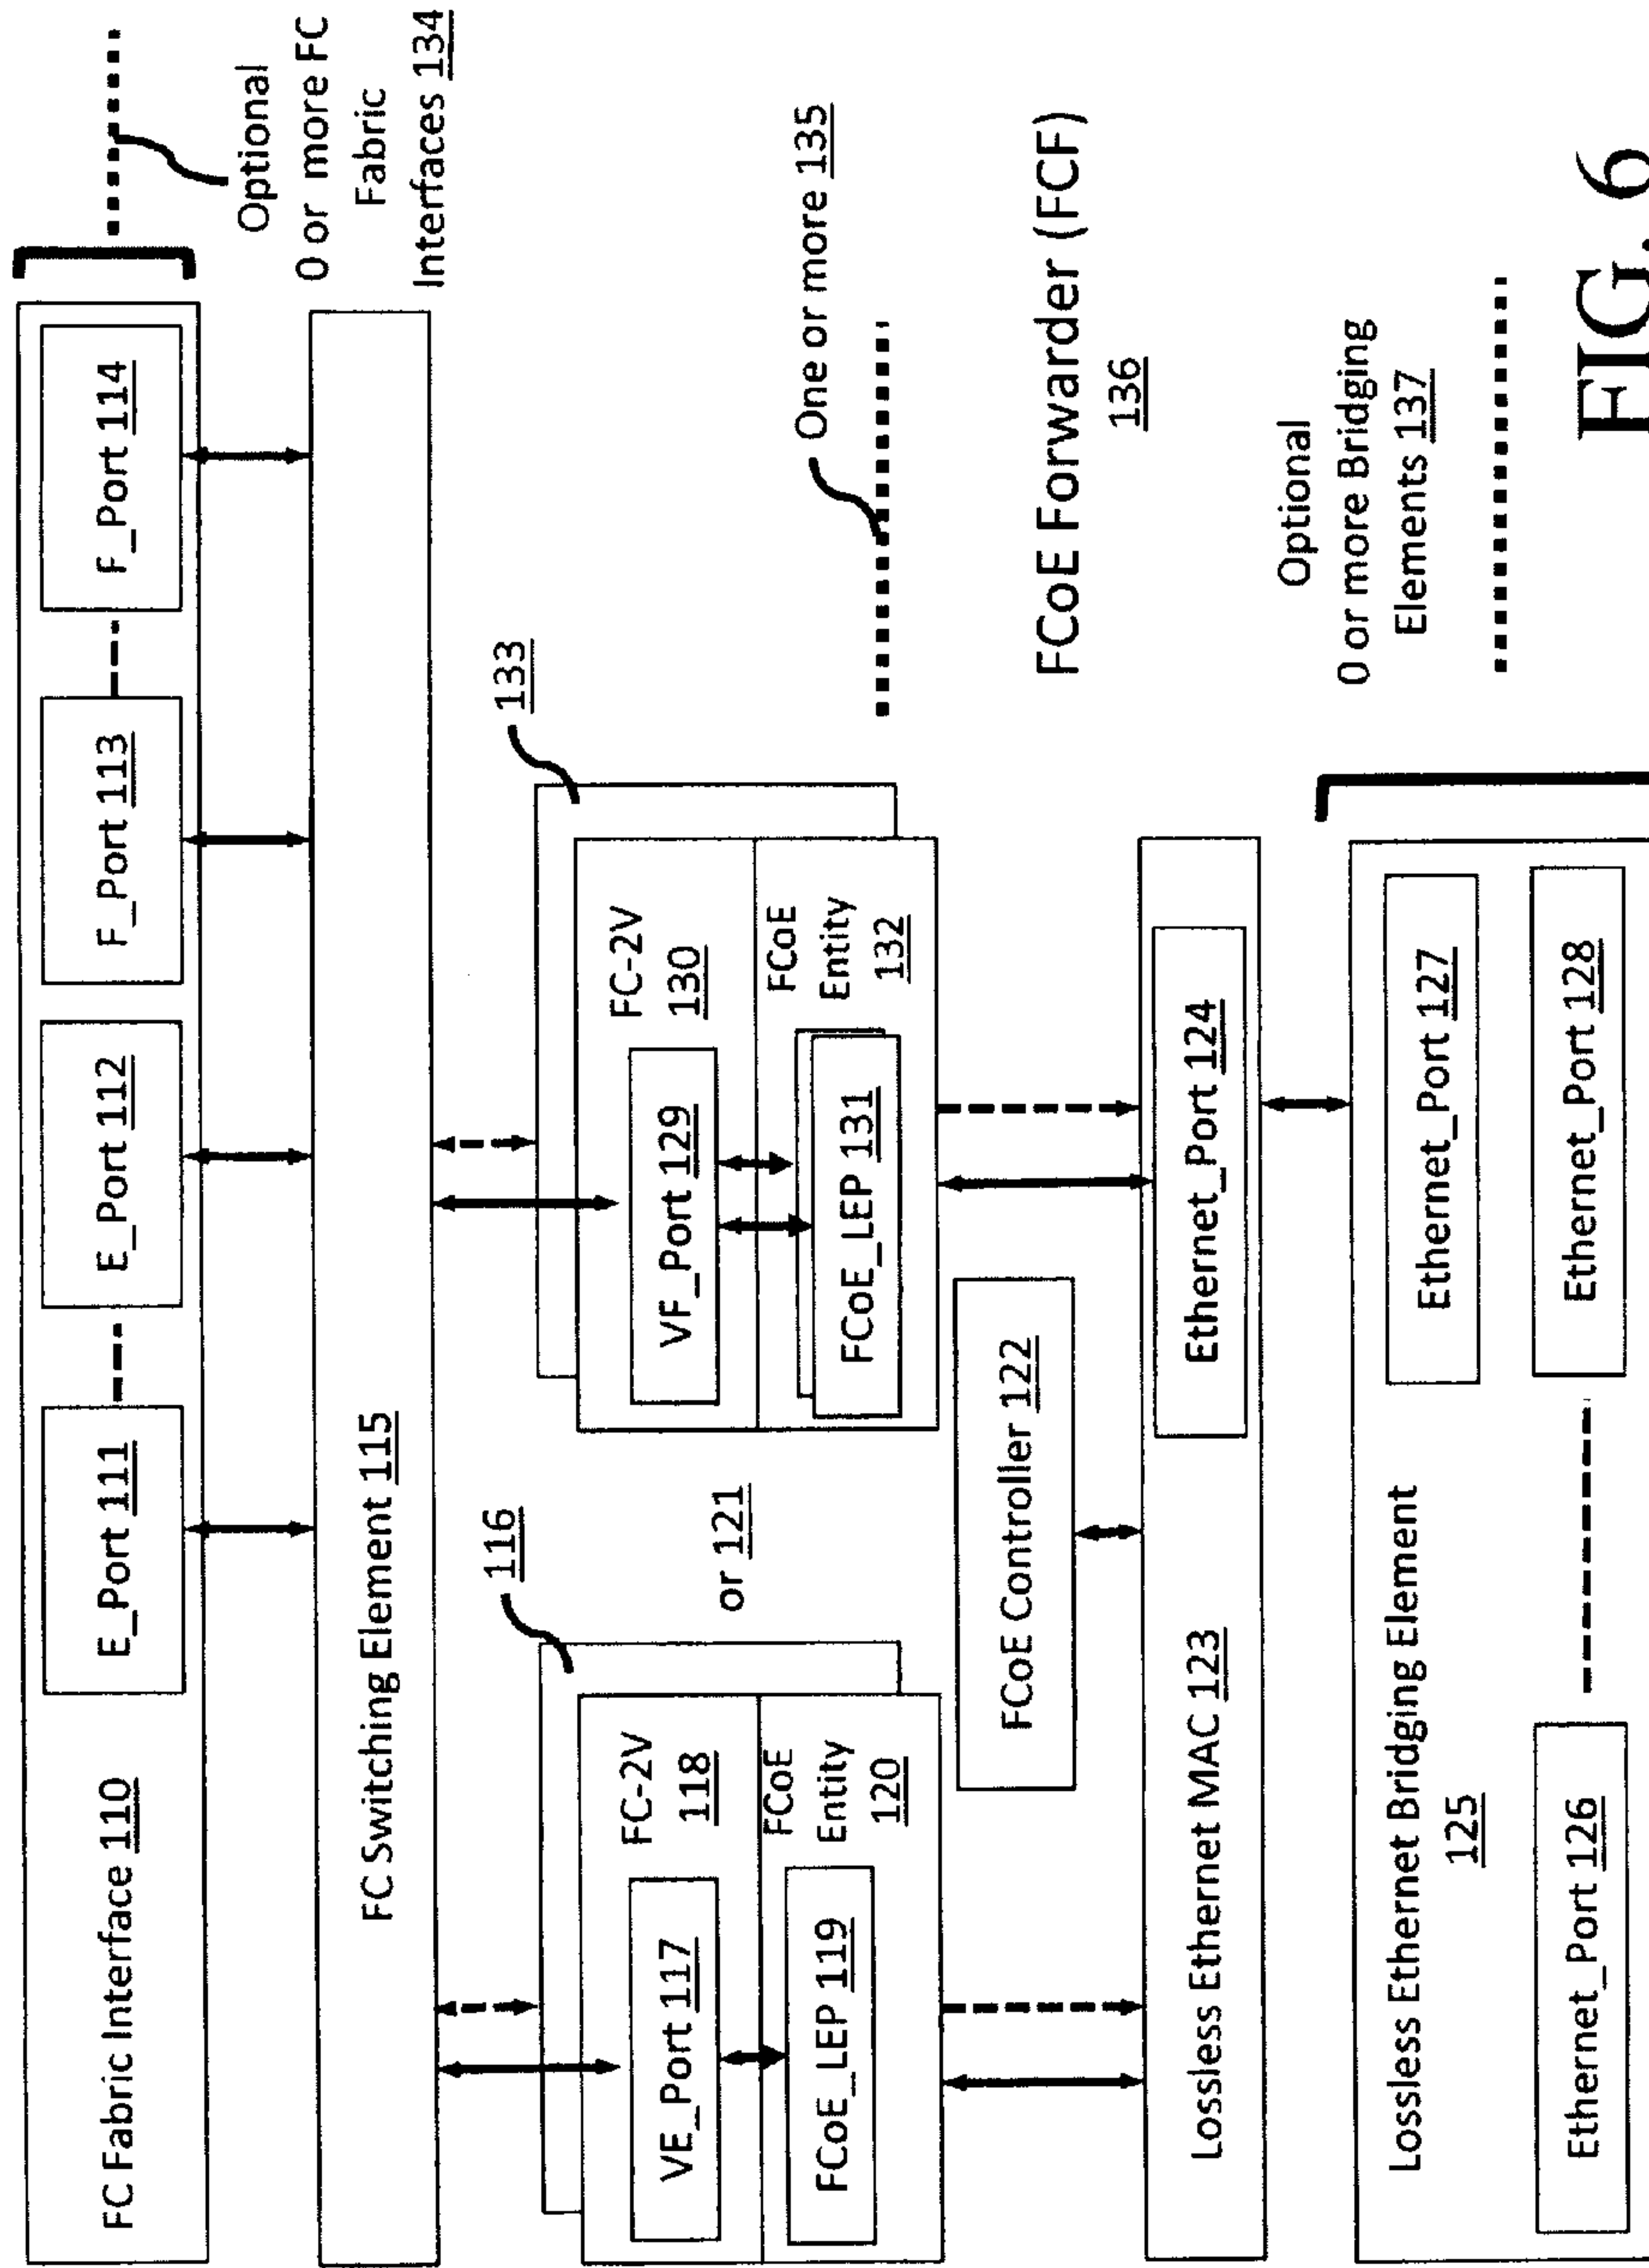 FC Fabric Interface 110
E_Port 111
E_Port 112
F_Port 113
F_Port 114
Optional
0 or more FC
Fabric
Interfaces 134
FC Switching Element 115
116
VE_Port 117
FC-2V
118
FCoE_LEP 119
FCoE
Entity
120
or 121
133
VF_Port 129
FC-2V
130
FCoE_LEP 131
FCoE
Entity
132
One or more 135
FCoE Controller 122
FCoE Forwarder (FCF)
136
Lossless Ethernet MAC 123
Ethernet_Port 124
Lossless Ethernet Bridging Element
125
Ethernet_Port 126
Ethernet_Port 127
Ethernet_Port 128
Optional
0 or more Bridging
Elements 137
FIG. 6